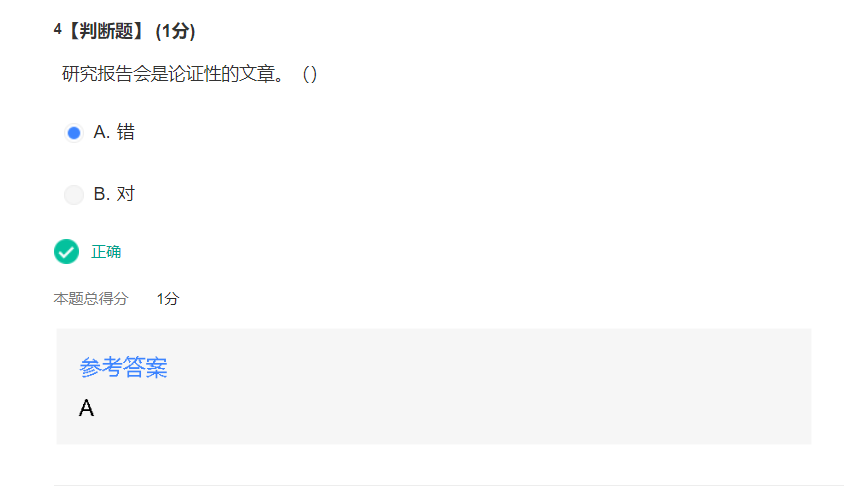 4【判断题】 (1分)
研究报告会是论证性的文章。（）
A. 错
B. 对
正确
本题总得分 1分
参考答案
A